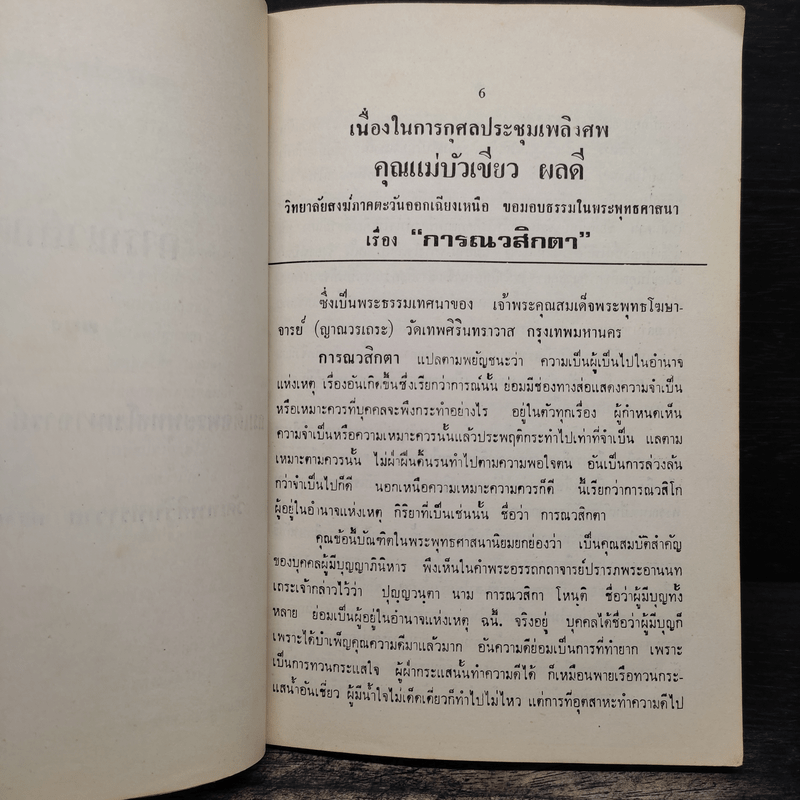 6
เนื่องในการกุศลประชุมเพลิงศพ
คุณแม่บัวเขียว ผลดี
วิทยาลัยสงฆ์ภาคตะวันออกเฉียงเหนือ ขอมอบธรรมในพระพุทธศาสนา
เรื่อง "การณวสิกตา"
ซึ่งเป็นพระธรรมเทศนาของ เจ้าพระคุณสมเด็จพระพุทธโฆษา-
จารย์ (ญาณวรเถระ) วัดเทพศิรินทราวาส กรุงเทพมหานคร
การณวสิกตา แปลตามพยัญชนะว่า ความเป็นผู้เป็นไปในอำนาจ
แห่งเหตุ เรื่องอันเกิดขึ้นซึ่งเรียกว่าการณ์นั้น ย่อมมีช่องทางส่อแสดงความจำเป็น
หรือเหมาะควรที่บุคคลจะพึงกระทำอย่างไร อยู่ในตัวทุกเรื่อง ผู้กำหนดเห็น
ความจำเป็นหรือความเหมาะควรนั้นแล้วประพฤติกระทำไปเท่าที่จำเป็น แลตาม
เหมาะตามควรนั้น ไม่ฝ่าฝืนดิ้นรนทำไปตามความพอใจตน อันเป็นการล่วงล้น
กว่าจำเป็นไปก็ดี นอกเหนือความเหมาะความควรก็ดี นี้เรียกว่าการณวสิโก
ผู้อยู่ในอำนาจแห่งเหตุ กิริยาที่เป็นเช่นนั้น ชื่อว่า การณวสิกตา
คุณข้อนี้บัณฑิตในพระพุทธศาสนานิยมยกย่องว่า เป็นคุณสมบัติสำคัญ
ของบุคคลผู้มีบุญญาภินิหาร พึงเห็นในคำพระอรรถกถาจารย์ปรารภพระอานนท
เถระเจ้ากล่าวไว้ว่า ปุญฺญวนฺตา นาม การณวสิกา โหนฺติ ชื่อว่าผู้มีบุญทั้ง
หลาย ย่อมเป็นผู้อยู่ในอำนาจแห่งเหตุ ฉนี้. จริงอยู่ บุคคลได้ชื่อว่าผู้มีบุญก็
เพราะได้บำเพ็ญคุณความดีมาแล้วมาก อันความดีย่อมเป็นการที่ทำยาก เพราะ
เป็นการทวนกระแสใจ ผู้ฝ่ากระแสนั้นทำความดีได้ ก็เหมือนพายเรือทวนกระ-
แสน้ำอันเชี่ยว ผู้มีน้ำใจไม่เด็ดเดี่ยวก็ทำไปไม่ไหว แต่การที่อุตสาหะทำความดีไป